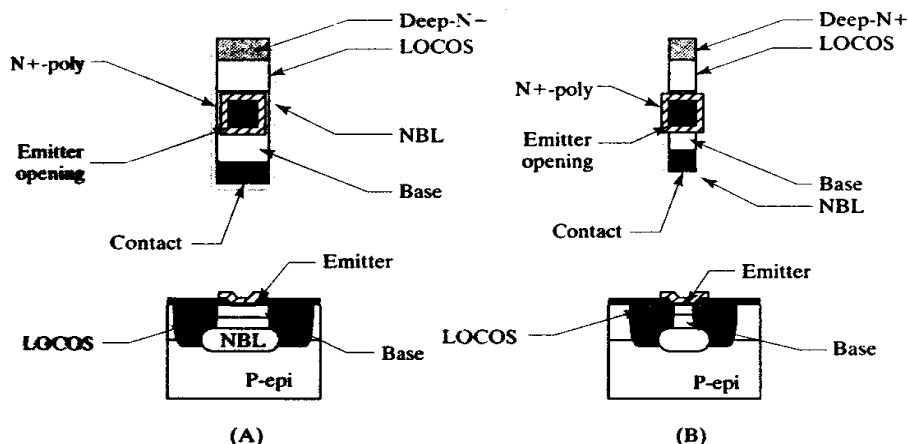 Deep-N–
LOCOS
N+-poly
NBL
Emitter
opening
Base
Contact
Emitter
LOCOS
NBL
Base
P-epi
(A)
Deep-N+
LOCOS
N+-poly
Emitter
opening
Base
NBL
Contact
Emitter
LOCOS
Base
P-epi
(B)